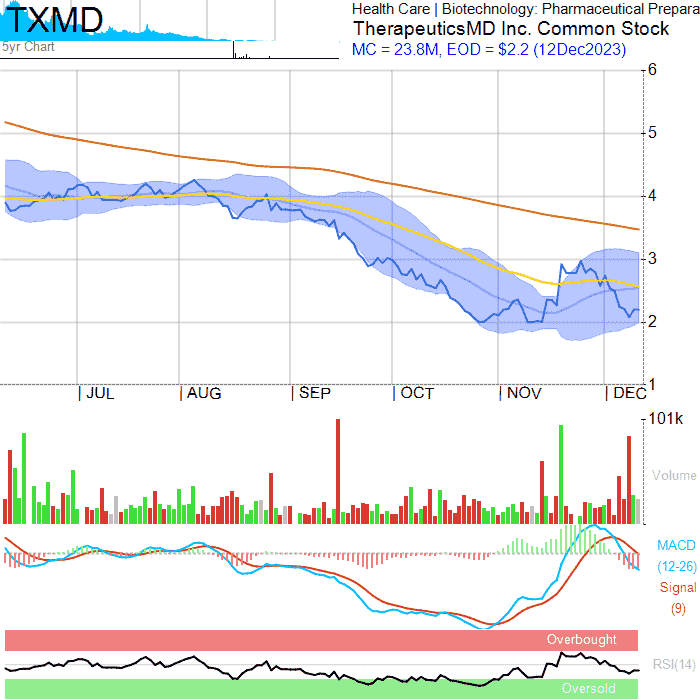 TXMD
5yr Chart
Health Care | Biotechnology: Pharmaceutical Prepara
TherapeuticsMD Inc. Common Stock
MC = 23.8M, EOD = $2.2 (12Dec2023)
6
5
4
3
2
1
| JUL | AUG | SEP | OCT | NOV | DEC
101k
Volume
MACD
(12-26)
Signal
(9)
Overbought
RSI(14)
Oversold